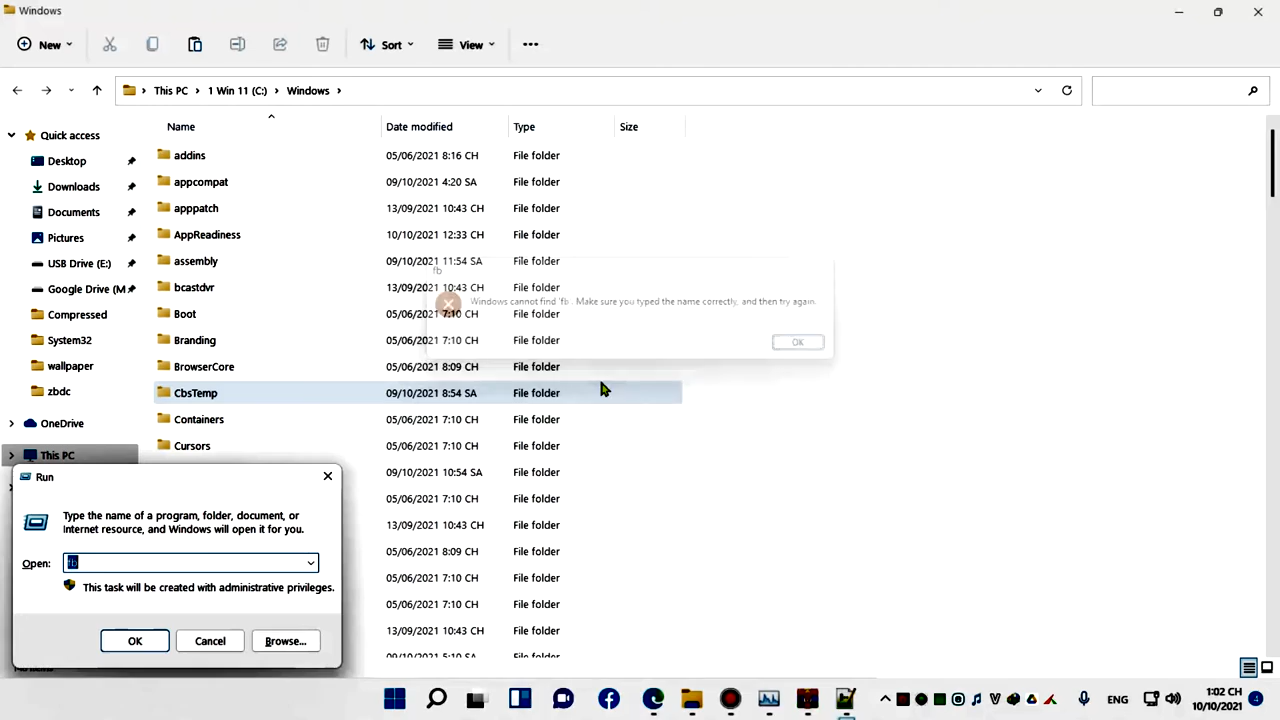 Windows
New
Sort
View
This PC
1 Win 11 (C:)
Windows
Name
Date modified
Type
Size
Quick access
Desktop
Downloads
Documents
Pictures
USB Drive (E:)
Google Drive (M
Compressed
System32
wallpaper
zbdc
OneDrive
This PC
addins 05/06/2021 8:16 CH File folder
appcompat 09/10/2021 4:20 SA File folder
apppatch 13/09/2021 10:43 CH File folder
AppReadiness 10/10/2021 12:33 CH File folder
assembly 09/10/2021 11:54 SA File folder
bcastdvr 13/09/2021 10:43 CH File folder
Boot 05/06/2021 7:10 CH File folder
Branding 05/06/2021 7:10 CH File folder
BrowserCore 05/06/2021 8:09 CH File folder
CbsTemp 09/10/2021 8:54 SA File folder
Containers 05/06/2021 7:10 CH File folder
Cursors 05/06/2021 7:10 CH File folder
09/10/2021 10:54 SA File folder
05/06/2021 7:10 CH File folder
13/09/2021 10:43 CH File folder
05/06/2021 8:09 CH File folder
05/06/2021 7:10 CH File folder
05/06/2021 7:10 CH File folder
13/09/2021 10:43 CH File folder
09/10/2021 5:10 SA File folder
fb
Windows cannot find 'fb'. Make sure you typed the name correctly, and then try again.
OK
Run
Type the name of a program, folder, document, or
Internet resource, and Windows will open it for you.
Open: fb
This task will be created with administrative privileges.
OK
Cancel
Browse...
ENG
1:02 CH
10/10/2021
4